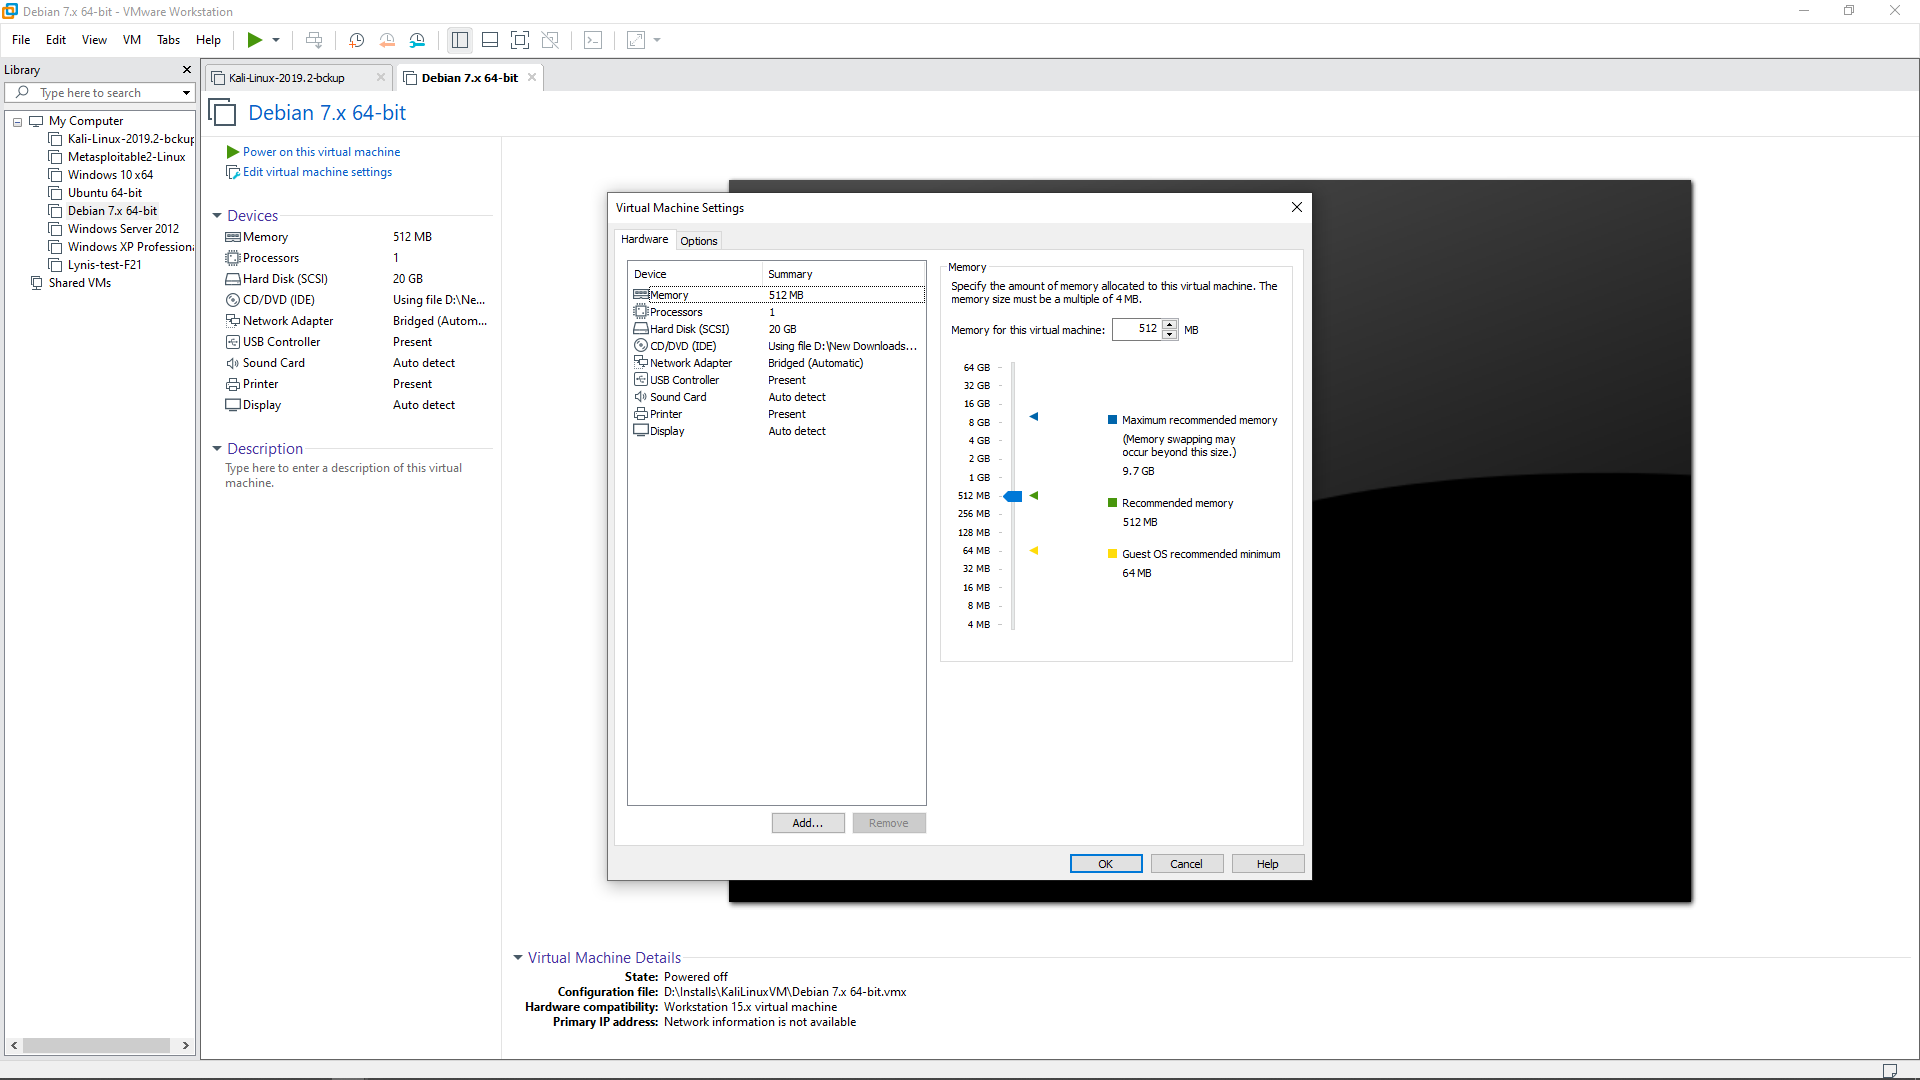 Debian 7.x 64-bit - VMware Workstation
File Edit View VM Tabs Help
Library
Type here to search
My Computer
Kali-Linux-2019.2-bckup
Metasploitable2-Linux
Windows 10 x64
Ubuntu 64-bit
Debian 7.x 64-bit
Windows Server 2012
Windows XP Professiona
Lynis-test-F21
Shared VMs
Kali-Linux-2019.2-bckup
Debian 7.x 64-bit
Debian 7.x 64-bit
Power on this virtual machine
Edit virtual machine settings
Devices
Memory 512 MB
Processors 1
Hard Disk (SCSI) 20 GB
CD/DVD (IDE) Using file D:\Ne...
Network Adapter Bridged (Autom...
USB Controller Present
Sound Card Auto detect
Printer Present
Display Auto detect
Description
Type here to enter a description of this virtual
machine.
Virtual Machine Settings
Hardware Options
Device Summary
Memory 512 MB
Processors 1
Hard Disk (SCSI) 20 GB
CD/DVD (IDE) Using file D:\New Downloads...
Network Adapter Bridged (Automatic)
USB Controller Present
Sound Card Auto detect
Printer Present
Display Auto detect
Add... Remove
Memory
Specify the amount of memory allocated to this virtual machine. The
memory size must be a multiple of 4 MB.
Memory for this virtual machine: 512 MB
64 GB
32 GB
16 GB
8 GB
4 GB
2 GB
1 GB
512 MB
256 MB
128 MB
64 MB
32 MB
16 MB
8 MB
4 MB
Maximum recommended memory
(Memory swapping may
occur beyond this size.)
9.7 GB
Recommended memory
512 MB
Guest OS recommended minimum
64 MB
OK Cancel Help
Virtual Machine Details
State: Powered off
Configuration file: D:\Installs\KaliLinuxVM\Debian 7.x 64-bit.vmx
Hardware compatibility: Workstation 15.x virtual machine
Primary IP address: Network information is not available